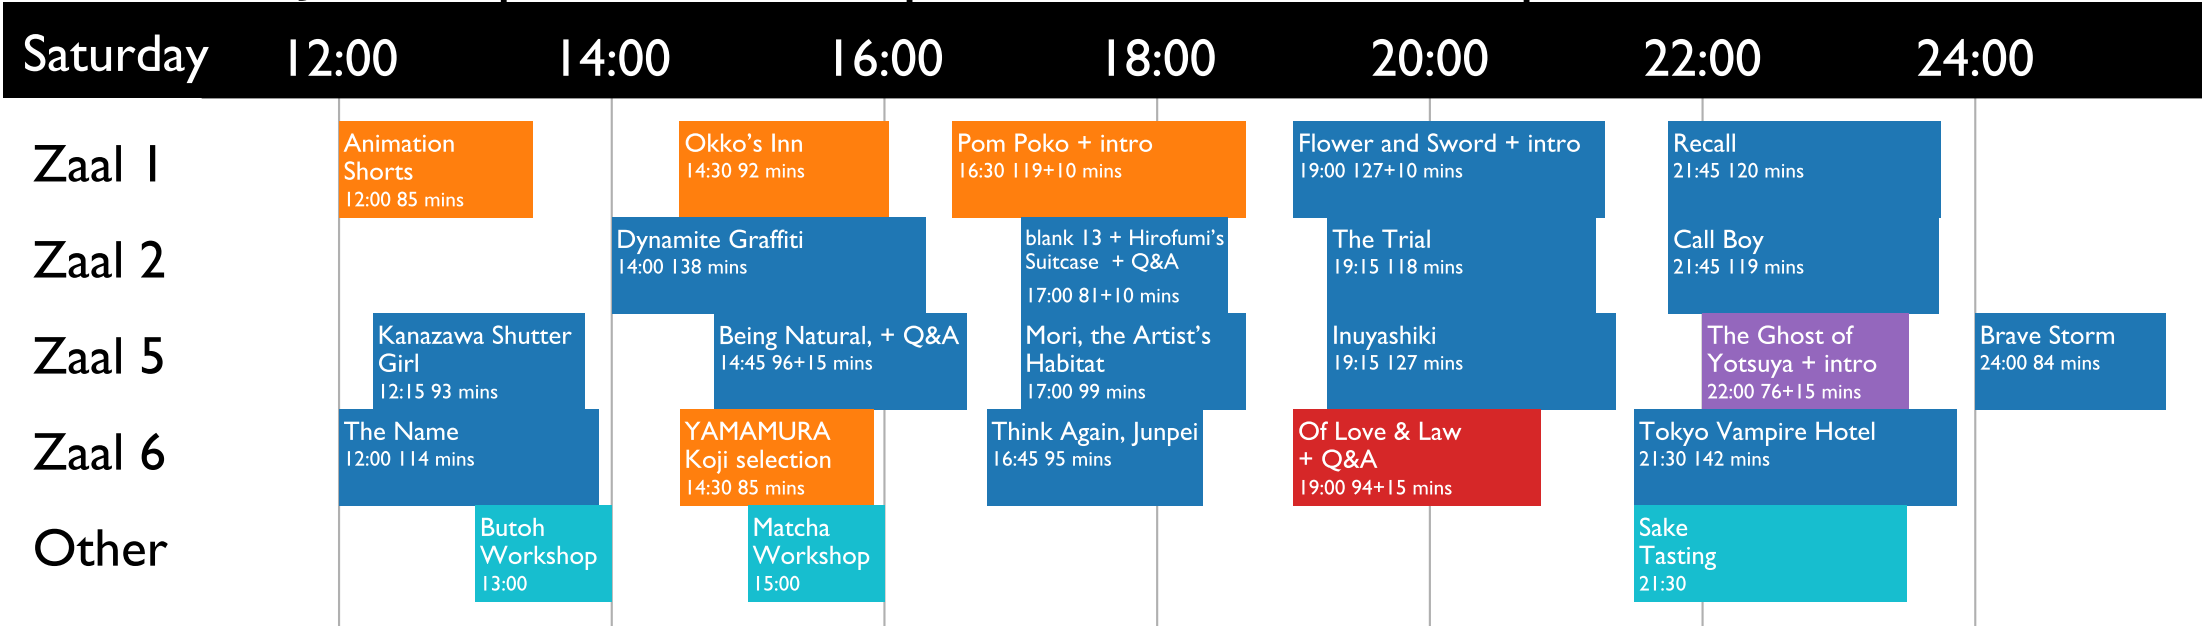 Saturday 12:00 14:00 16:00 18:00 20:00 22:00 24:00
Zaal 1
Animation
Shorts
12:00 85 mins
Okko's Inn
14:30 92 mins
Pom Poko + intro
16:30 119+10 mins
Flower and Sword + intro
19:00 127+10 mins
Recall
21:45 120 mins
Zaal 2
Dynamite Graffiti
14:00 138 mins
blank 13 + Hirofumi's
Suitcase + Q&A
17:00 81+10 mins
The Trial
19:15 118 mins
Call Boy
21:45 119 mins
Zaal 5
Kanazawa Shutter
Girl
12:15 93 mins
Being Natural, + Q&A
14:45 96+15 mins
Mori, the Artist's
Habitat
17:00 99 mins
Inuyashiki
19:15 127 mins
The Ghost of
Yotsuya + intro
22:00 76+15 mins
Brave Storm
24:00 84 mins
Zaal 6
The Name
12:00 114 mins
YAMAMURA
Koji selection
14:30 85 mins
Think Again, Junpei
16:45 95 mins
Of Love & Law
+ Q&A
19:00 94+15 mins
Tokyo Vampire Hotel
21:30 142 mins
Other
Butoh
Workshop
13:00
Matcha
Workshop
15:00
Sake
Tasting
21:30